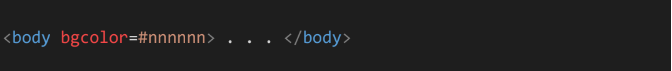 <body bgcolor=#nnnnnn> . . . </body>